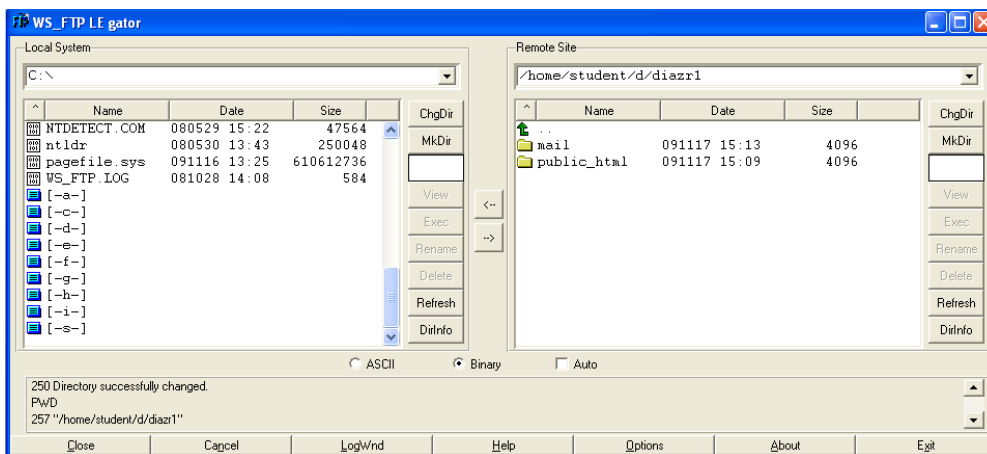 WS_FTP LE gator
Local System
C:\
^ Name Date Size
NTDETECT.COM 080529 15:22 47564
ntldr 080530 13:43 250048
pagefile.sys 091116 13:25 610612736
WS_FTP.LOG 081028 14:08 584
[-a-]
[-c-]
[-d-]
[-e-]
[-f-]
[-g-]
[-h-]
[-i-]
[-s-]
ChgDir
MkDir
View
Exec
Rename
Delete
Refresh
DirInfo
<--
-->
Remote Site
/home/student/d/diazr1
^ Name Date Size
..
mail 091117 15:13 4096
public_html 091117 15:09 4096
ChgDir
MkDir
View
Exec
Rename
Delete
Refresh
DirInfo
ASCII Binary Auto
250 Directory successfully changed.
PWD
257 "/home/student/d/diazr1"
Close Cancel LogWnd Help Options About Exit